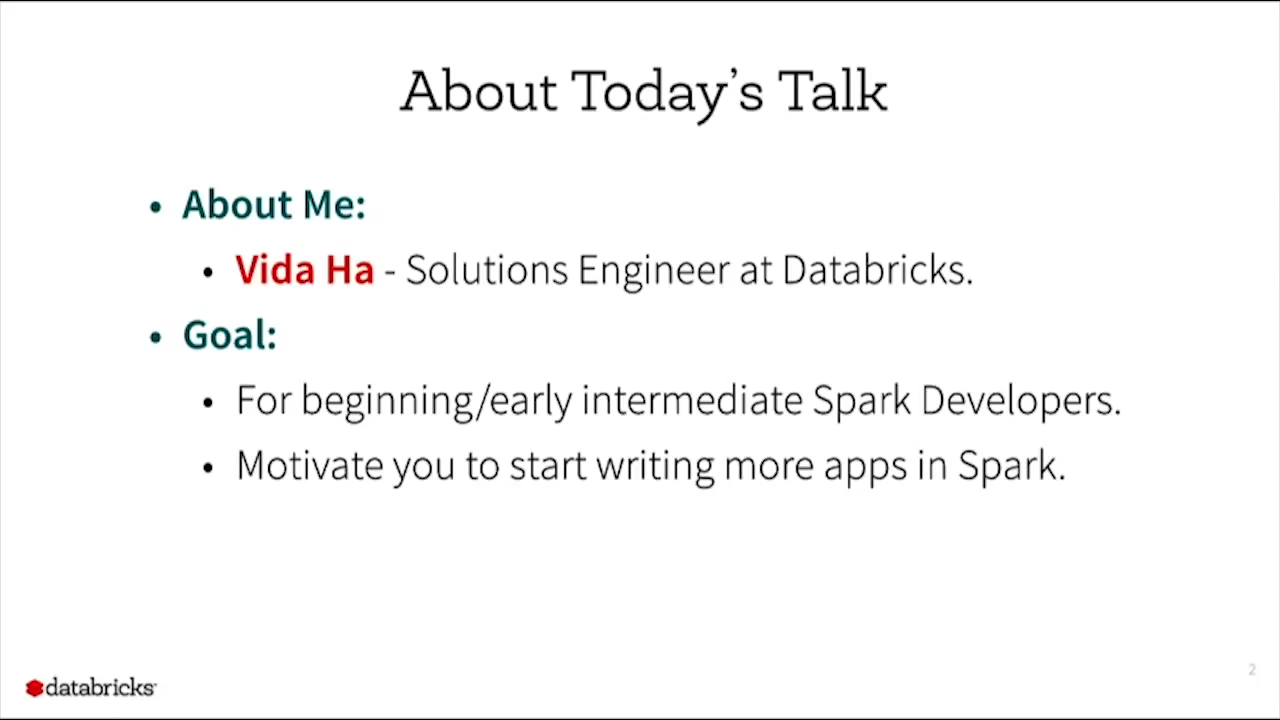 About Today’s Talk
• About Me:
• Vida Ha - Solutions Engineer at Databricks.
• Goal:
• For beginning/early intermediate Spark Developers.
• Motivate you to start writing more apps in Spark.
databricks
2